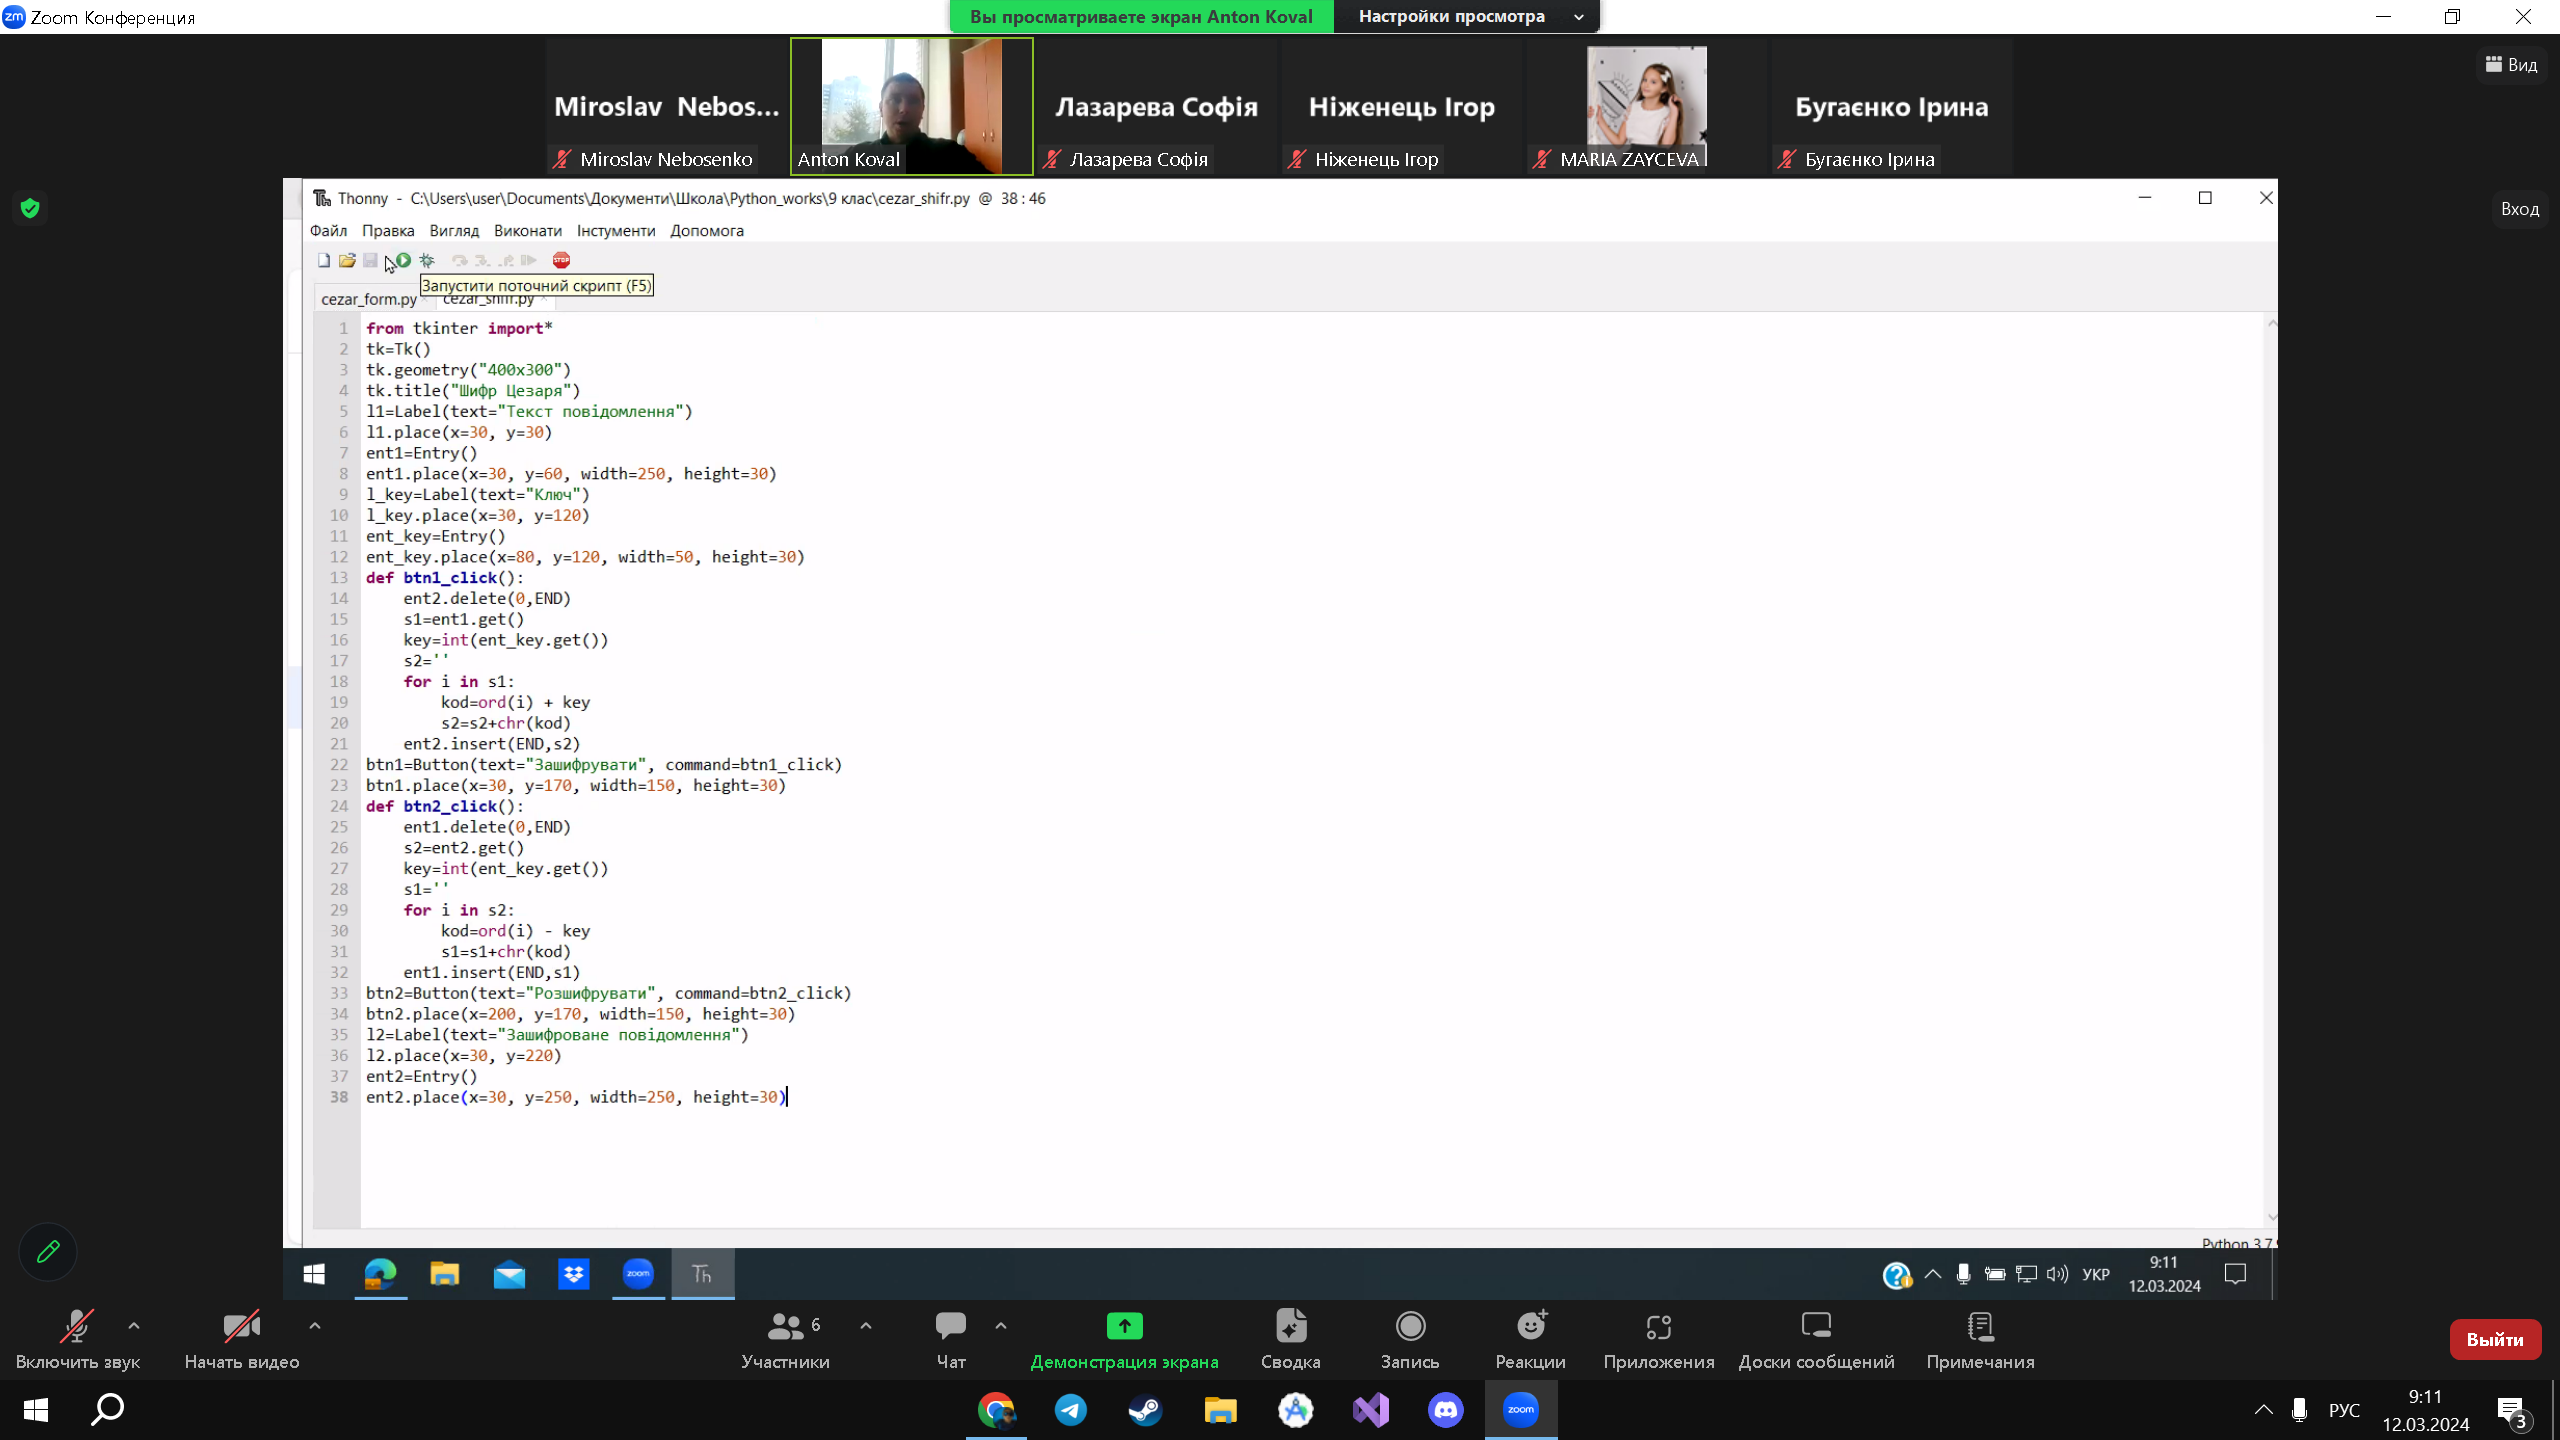 Zoom Конференция
Вы просматриваете экран Anton Koval
Настройки просмотра
Вид
Miroslav Nebos...
Лазарева Софія
Ніженець Ігор
Бугаєнко Ірина
Miroslav Nebosenko
Anton Koval
Лазарева Софія
Ніженець Ігор
MARIA ZAYCEVA
Бугаєнко Ірина
Вход
Thonny - C:\Users\user\Documents\Документи\Школа\Python_works\9 клас\cezar_shifr.py @ 38 : 46
Файл Правка Вигляд Виконати Інстументи Допомога
STOP
Запустити поточний скрипт (F5)
cezar_form.py cezar_shifr.py
1 from tkinter import*
2 tk=Tk()
3 tk.geometry("400x300")
4 tk.title("Шифр Цезаря")
5 l1=Label(text="Текст повідомлення")
6 l1.place(x=30, y=30)
7 ent1=Entry()
8 ent1.place(x=30, y=60, width=250, height=30)
9 l_key=Label(text="Ключ")
10 l_key.place(x=30, y=120)
11 ent_key=Entry()
12 ent_key.place(x=80, y=120, width=50, height=30)
13 def btn1_click():
14 ent2.delete(0,END)
15 s1=ent1.get()
16 key=int(ent_key.get())
17 s2=''
18 for i in s1:
19 kod=ord(i) + key
20 s2=s2+chr(kod)
21 ent2.insert(END,s2)
22 btn1=Button(text="Зашифрувати", command=btn1_click)
23 btn1.place(x=30, y=170, width=150, height=30)
24 def btn2_click():
25 ent1.delete(0,END)
26 s2=ent2.get()
27 key=int(ent_key.get())
28 s1=''
29 for i in s2:
30 kod=ord(i) - key
31 s1=s1+chr(kod)
32 ent1.insert(END,s1)
33 btn2=Button(text="Розшифрувати", command=btn2_click)
34 btn2.place(x=200, y=170, width=150, height=30)
35 l2=Label(text="Зашифроване повідомлення")
36 l2.place(x=30, y=220)
37 ent2=Entry()
38 ent2.place(x=30, y=250, width=250, height=30)
Python 3.7
zoom
Th
УКР
9:11
12.03.2024
6
Включить звук
Начать видео
Участники
Чат
Демонстрация экрана
Сводка
Запись
Реакции
Приложения
Доски сообщений
Примечания
Выйти
zoom
РУС
9:11
12.03.2024
3